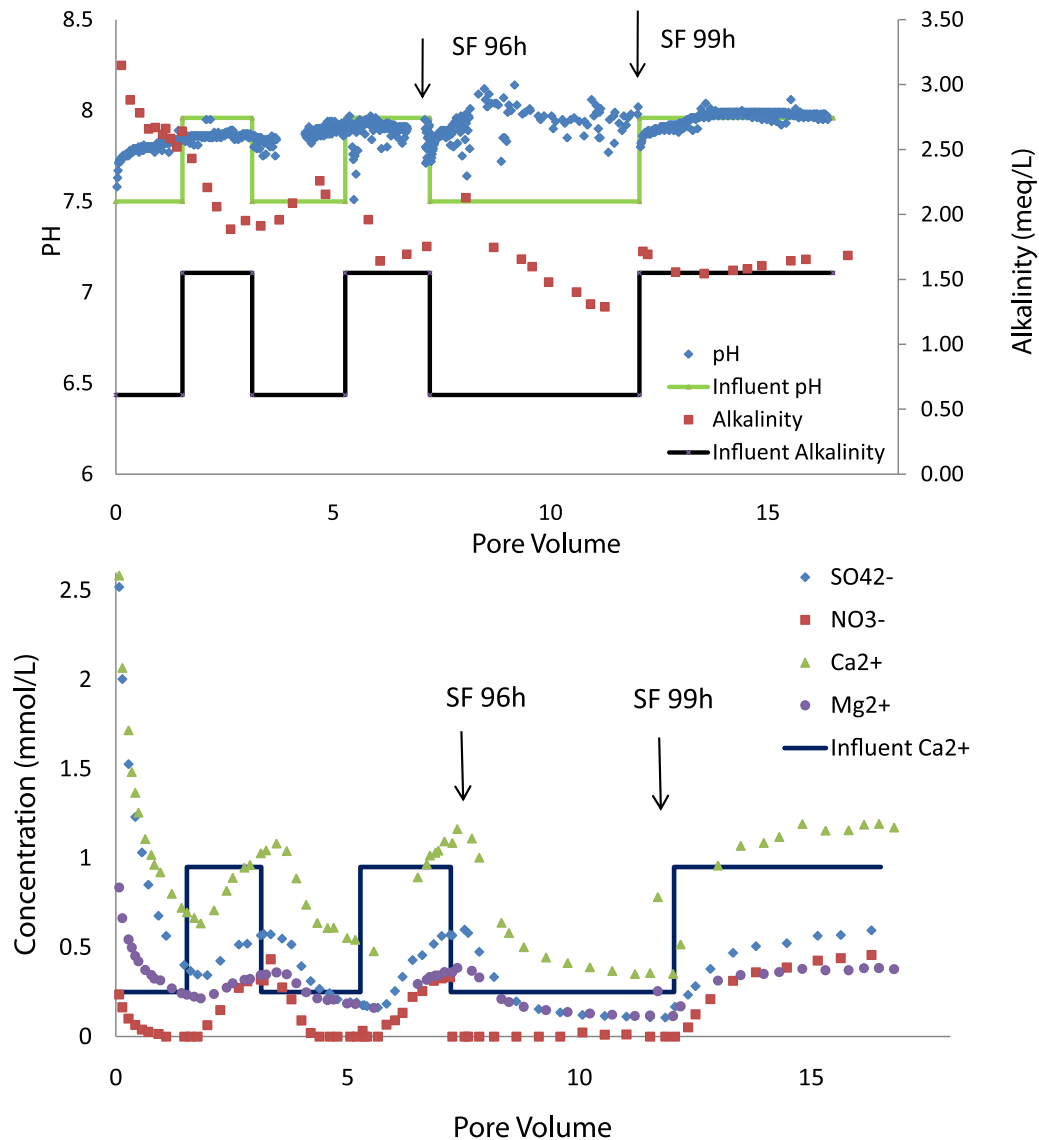 8.5
8
7.5
7
6.5
6
PH
3.50
3.00
2.50
2.00
1.50
1.00
0.50
0.00
Alkalinity (meq/L)
SF 96h
SF 99h
pH
Influent pH
Alkalinity
Influent Alkalinity
0
5
10
15
Pore Volume
2.5
2
1.5
1
0.5
0
Concentration (mmol/L)
SF 96h
SF 99h
SO42-
NO3-
Ca2+
Mg2+
Influent Ca2+
0
5
10
15
Pore Volume